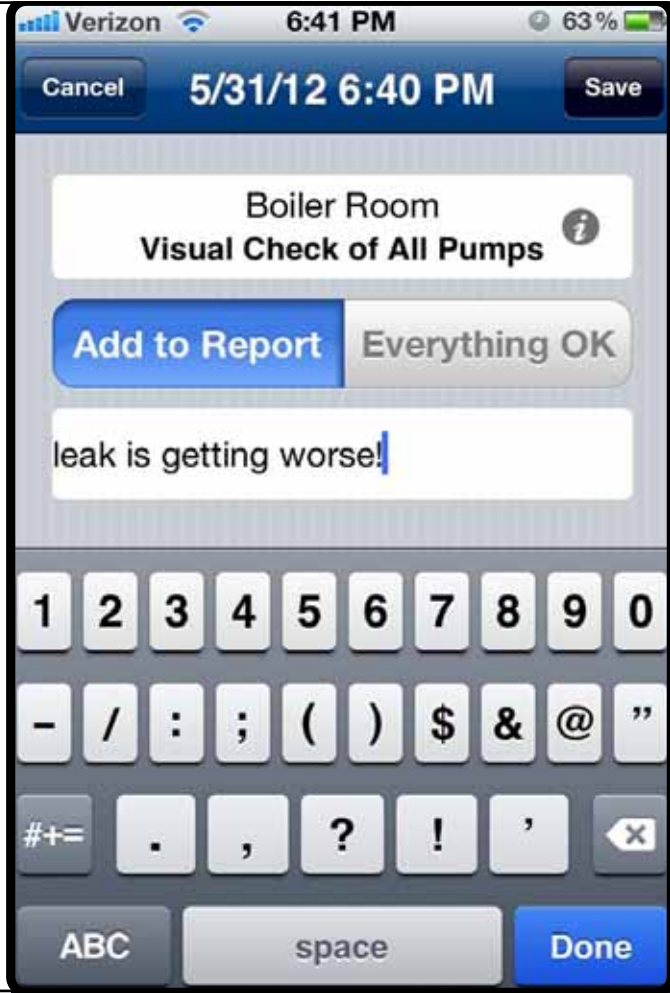 Verizon 6:41 PM 63%
Cancel 5/31/12 6:40 PM Save
Boiler Room
Visual Check of All Pumps
Add to Report Everything OK
leak is getting worse!
1 2 3 4 5 6 7 8 9 0
- / : ; ( ) $ & @ ”
#+= . , ? ! ’
ABC space Done